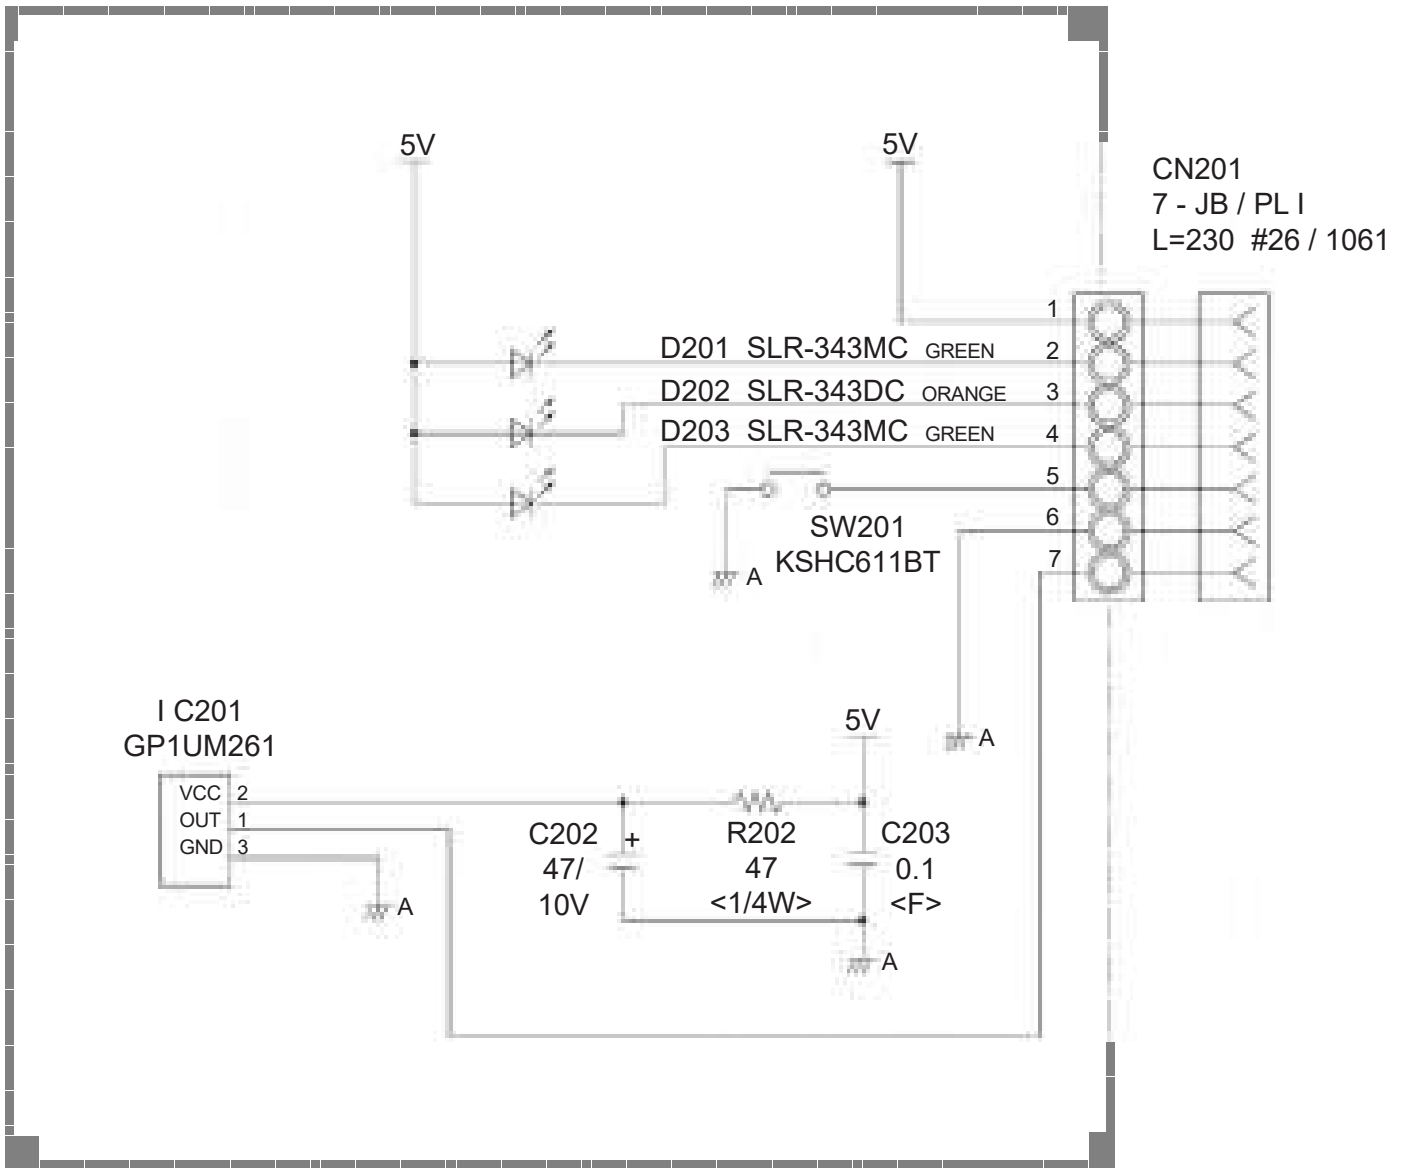 5V
5V
CN201
7 - JB / PL I
L=230 #26 / 1061
1
D201 SLR-343MC GREEN 2
D202 SLR-343DC ORANGE 3
D203 SLR-343MC GREEN 4
5
SW201
KSHC611BT
6
7
A
A
I C201
GP1UM261
VCC 2
OUT 1
GND 3
A
5V
C202
47/
10V
+
R202
47
<1/4W>
C203
0.1
<F>
A